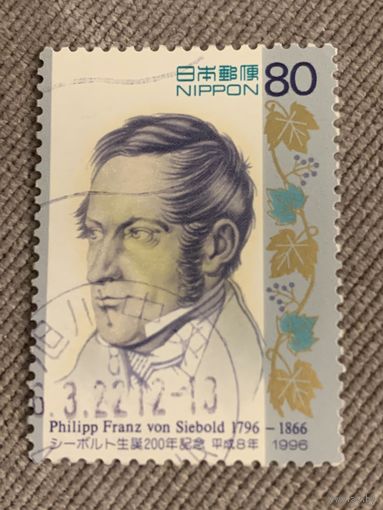 日本郵便
NIPPON 80
8.3.22 12-18
Philipp Franz von Siebold 1796 – 1866
シーボルト生誕200年記念 平成8年 1996